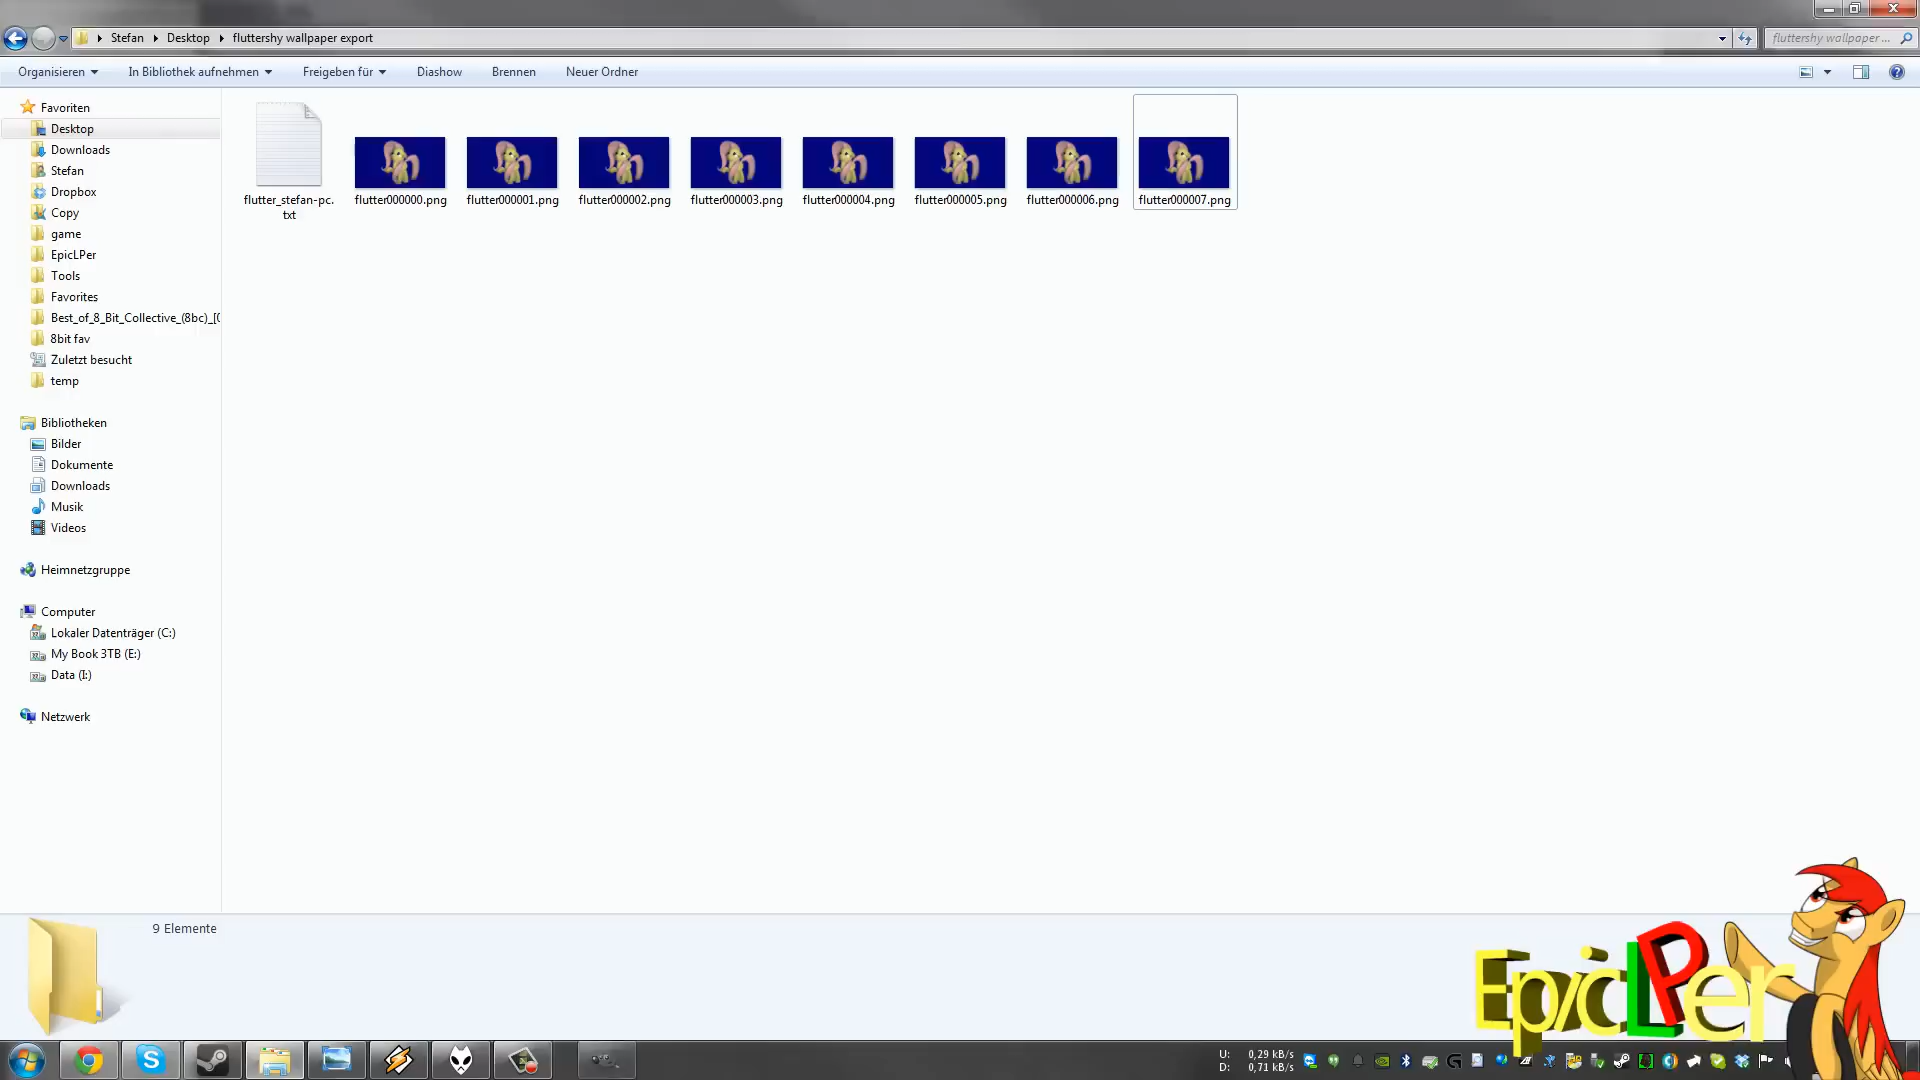 Stefan Desktop fluttershy wallpaper export
fluttershy wallpaper ...
Organisieren In Bibliothek aufnehmen Freigeben für Diashow Brennen Neuer Ordner
Favoriten
Desktop
Downloads
Stefan
Dropbox
Copy
game
EpicLPer
Tools
Favorites
Best_of_8_Bit_Collective_(8bc)_[
8bit fav
Zuletzt besucht
temp
Bibliotheken
Bilder
Dokumente
Downloads
Musik
Videos
Heimnetzgruppe
Computer
Lokaler Datenträger (C:)
My Book 3TB (E:)
Data (I:)
Netzwerk
flutter_stefan-pc.
txt
flutter000000.png
flutter000001.png
flutter000002.png
flutter000003.png
flutter000004.png
flutter000005.png
flutter000006.png
flutter000007.png
9 Elemente
EpicLPer
U: 0,29 kB/s
D: 0,71 kB/s